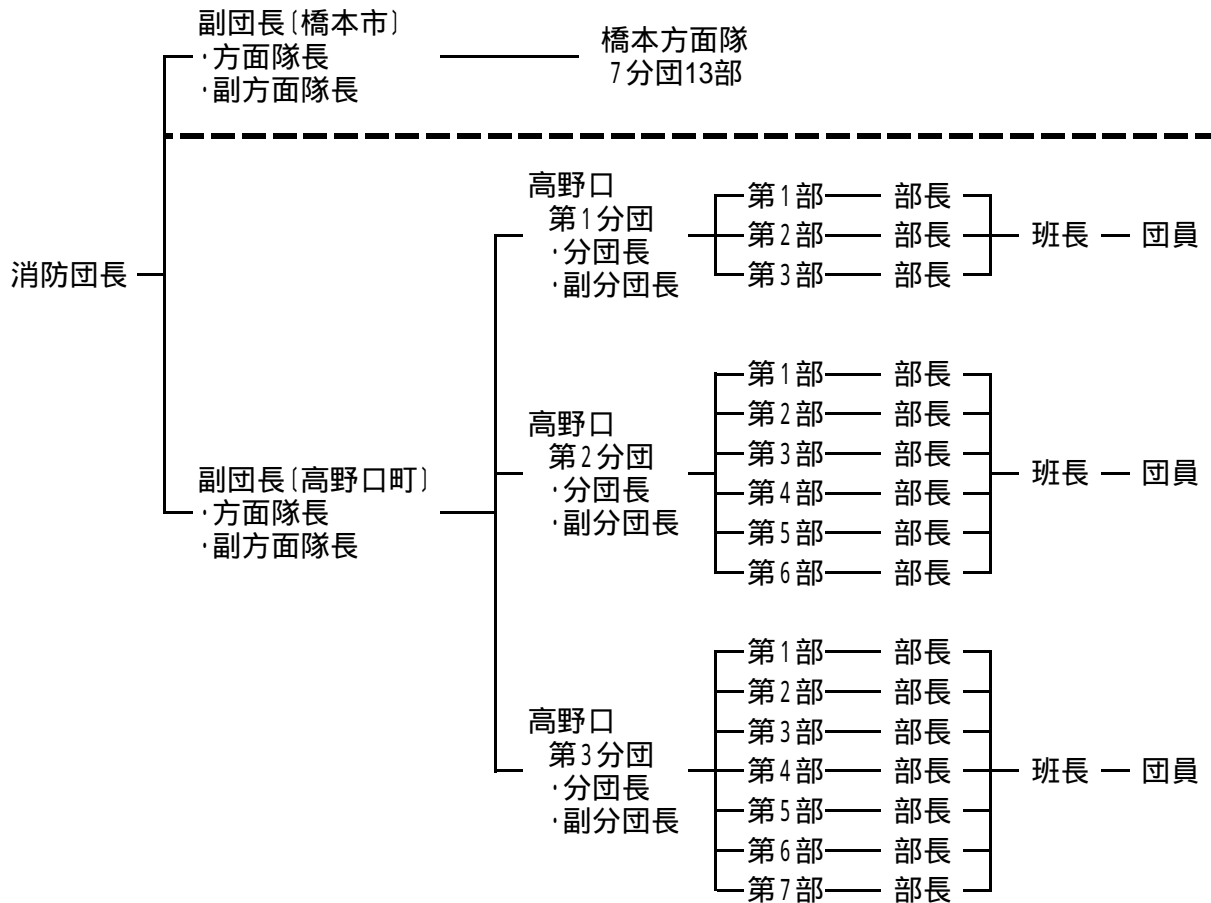 副団長〔橋本市〕
・方面隊長
・副方面隊長
橋本方面隊
7分団13部
消防団長
副団長〔高野口町〕
・方面隊長
・副方面隊長
高野口
第1分団
・分団長
・副分団長
第1部 部長
第2部 部長
第3部 部長
班長 団員
高野口
第2分団
・分団長
・副分団長
第1部 部長
第2部 部長
第3部 部長
第4部 部長
第5部 部長
第6部 部長
班長 団員
高野口
第3分団
・分団長
・副分団長
第1部 部長
第2部 部長
第3部 部長
第4部 部長
第5部 部長
第6部 部長
第7部 部長
班長 団員